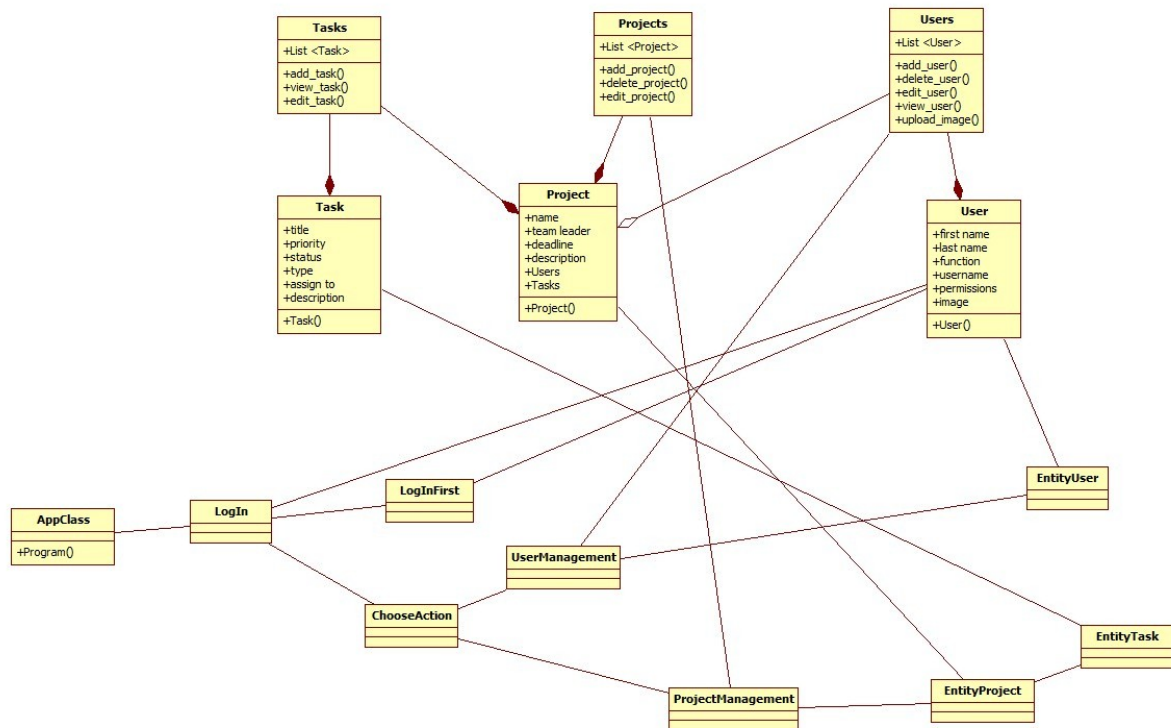 Tasks
+List <Task>
+add_task()
+view_task()
+edit_task()
Projects
+List <Project>
+add_project()
+delete_project()
+edit_project()
Users
+List <User>
+add_user()
+delete_user()
+edit_user()
+view_user()
+upload_image()
Task
+title
+priority
+status
+type
+assign to
+description
+Task()
Project
+name
+team leader
+deadline
+description
+Users
+Tasks
+Project()
User
+first name
+last name
+function
+username
+permissions
+image
+User()
AppClass
+Program()
LogIn
LogInFirst
EntityUser
UserManagement
ChooseAction
EntityTask
ProjectManagement
EntityProject